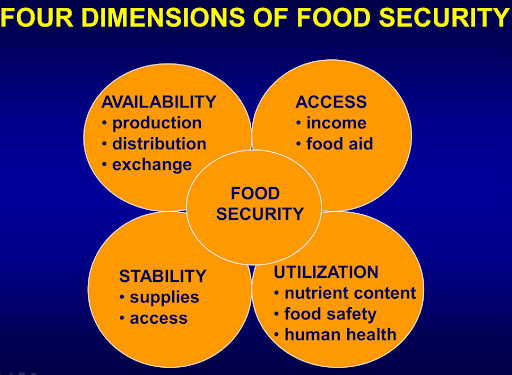 FOUR DIMENSIONS OF FOOD SECURITY
AVAILABILITY
• production
• distribution
• exchange
ACCESS
• income
• food aid
FOOD
SECURITY
STABILITY
• supplies
• access
UTILIZATION
• nutrient content
• food safety
• human health